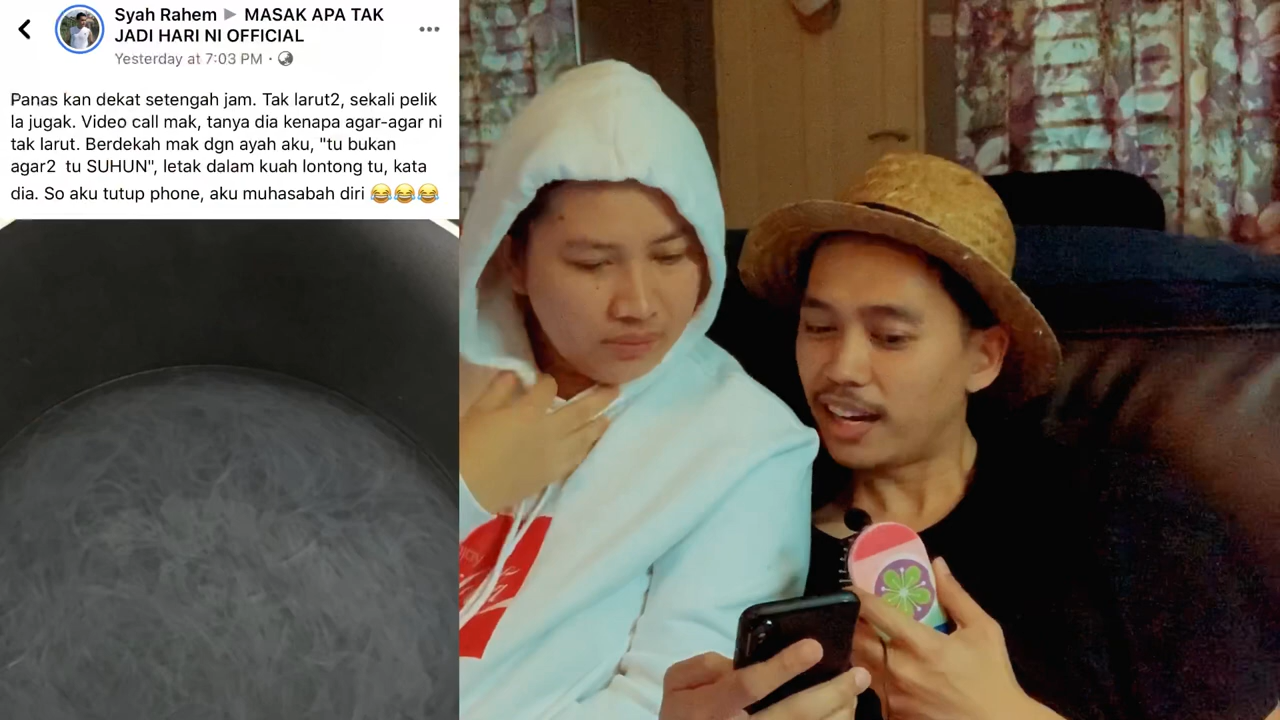 Syah Rahem ▶ MASAK APA TAK
JADI HARI NI OFFICIAL
Yesterday at 7:03 PM ·
Panas kan dekat setengah jam. Tak larut2, sekali pelik
la jugak. Video call mak, tanya dia kenapa agar-agar ni
tak larut. Berdekah mak dgn ayah aku, "tu bukan
agar2 tu SUHUN", letak dalam kuah lontong tu, kata
dia. So aku tutup phone, aku muhasabah diri 😂😂😂